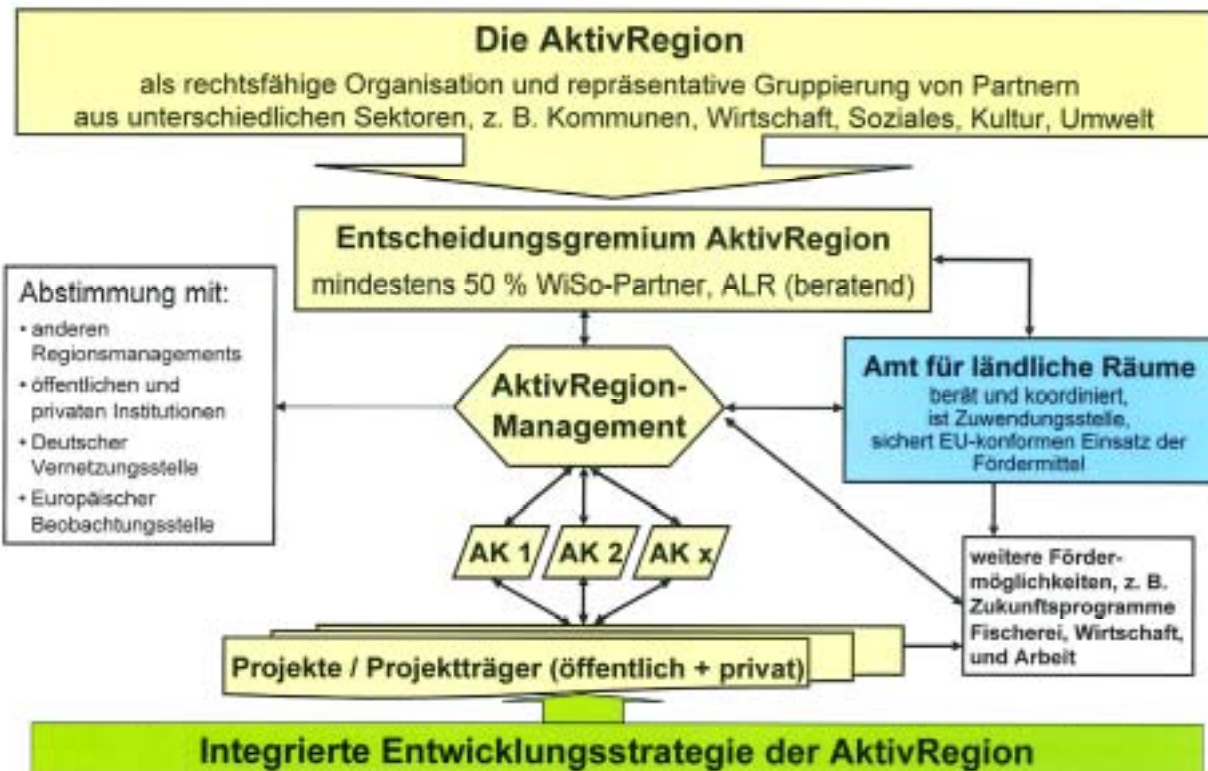 Die AktivRegion
als rechtsfähige Organisation und repräsentative Gruppierung von Partnern
aus unterschiedlichen Sektoren, z. B. Kommunen, Wirtschaft, Soziales, Kultur, Umwelt
Entscheidungsgremium AktivRegion
mindestens 50 % WiSo-Partner, ALR (beratend)
Abstimmung mit:
• anderen
Regionsmanagements
• öffentlichen und
privaten Institutionen
• Deutscher
Vernetzungsstelle
• Europäischer
Beobachtungsstelle
AktivRegion-
Management
Amt für ländliche Räume
berät und koordiniert,
ist Zuwendungsstelle,
sichert EU-konformen Einsatz der
Fördermittel
AK 1
AK 2
AK x
weitere Förder-
möglichkeiten, z. B.
Zukunftsprogramme
Fischerei, Wirtschaft,
und Arbeit
Projekte / Projektträger (öffentlich + privat)
Integrierte Entwicklungsstrategie der AktivRegion